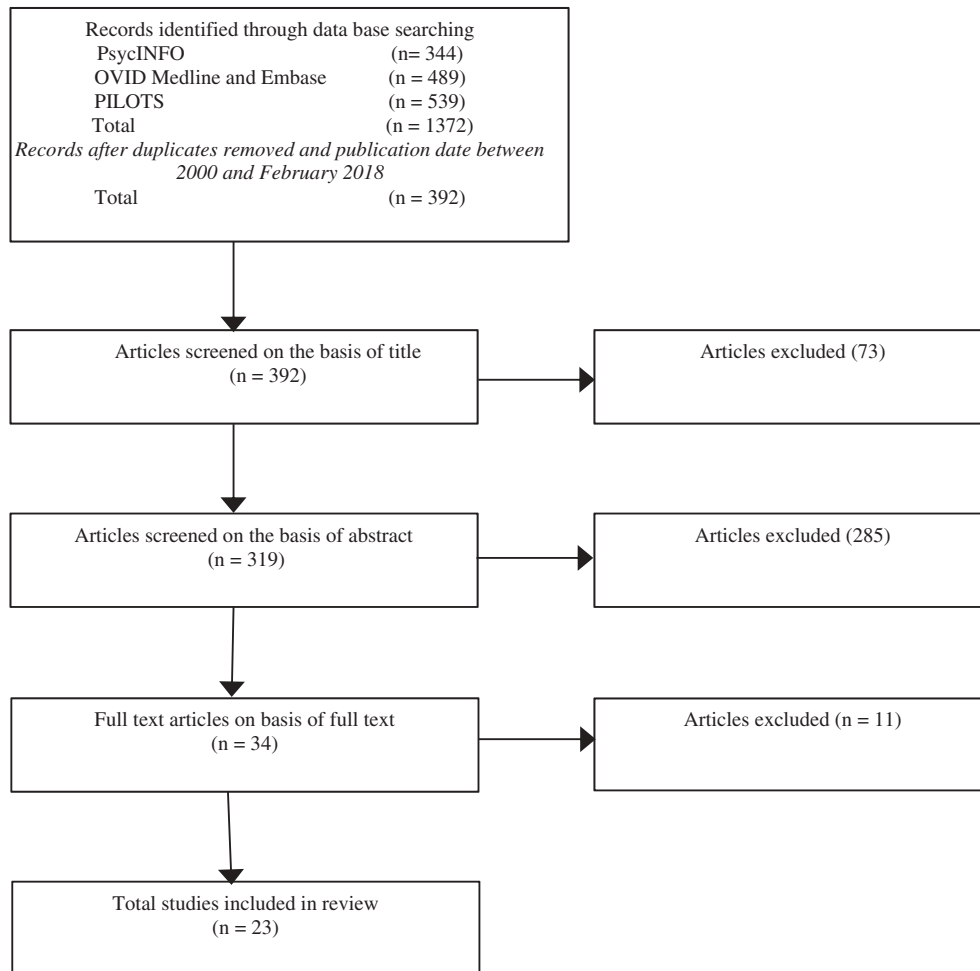 Records identified through data base searching
PsycINFO (n= 344)
OVID Medline and Embase (n = 489)
PILOTS (n = 539)
Total (n = 1372)
Records after duplicates removed and publication date between
2000 and February 2018
Total (n = 392)
Articles screened on the basis of title
(n = 392)
Articles excluded (73)
Articles screened on the basis of abstract
(n = 319)
Articles excluded (285)
Full text articles on basis of full text
(n = 34)
Articles excluded (n = 11)
Total studies included in review
(n = 23)